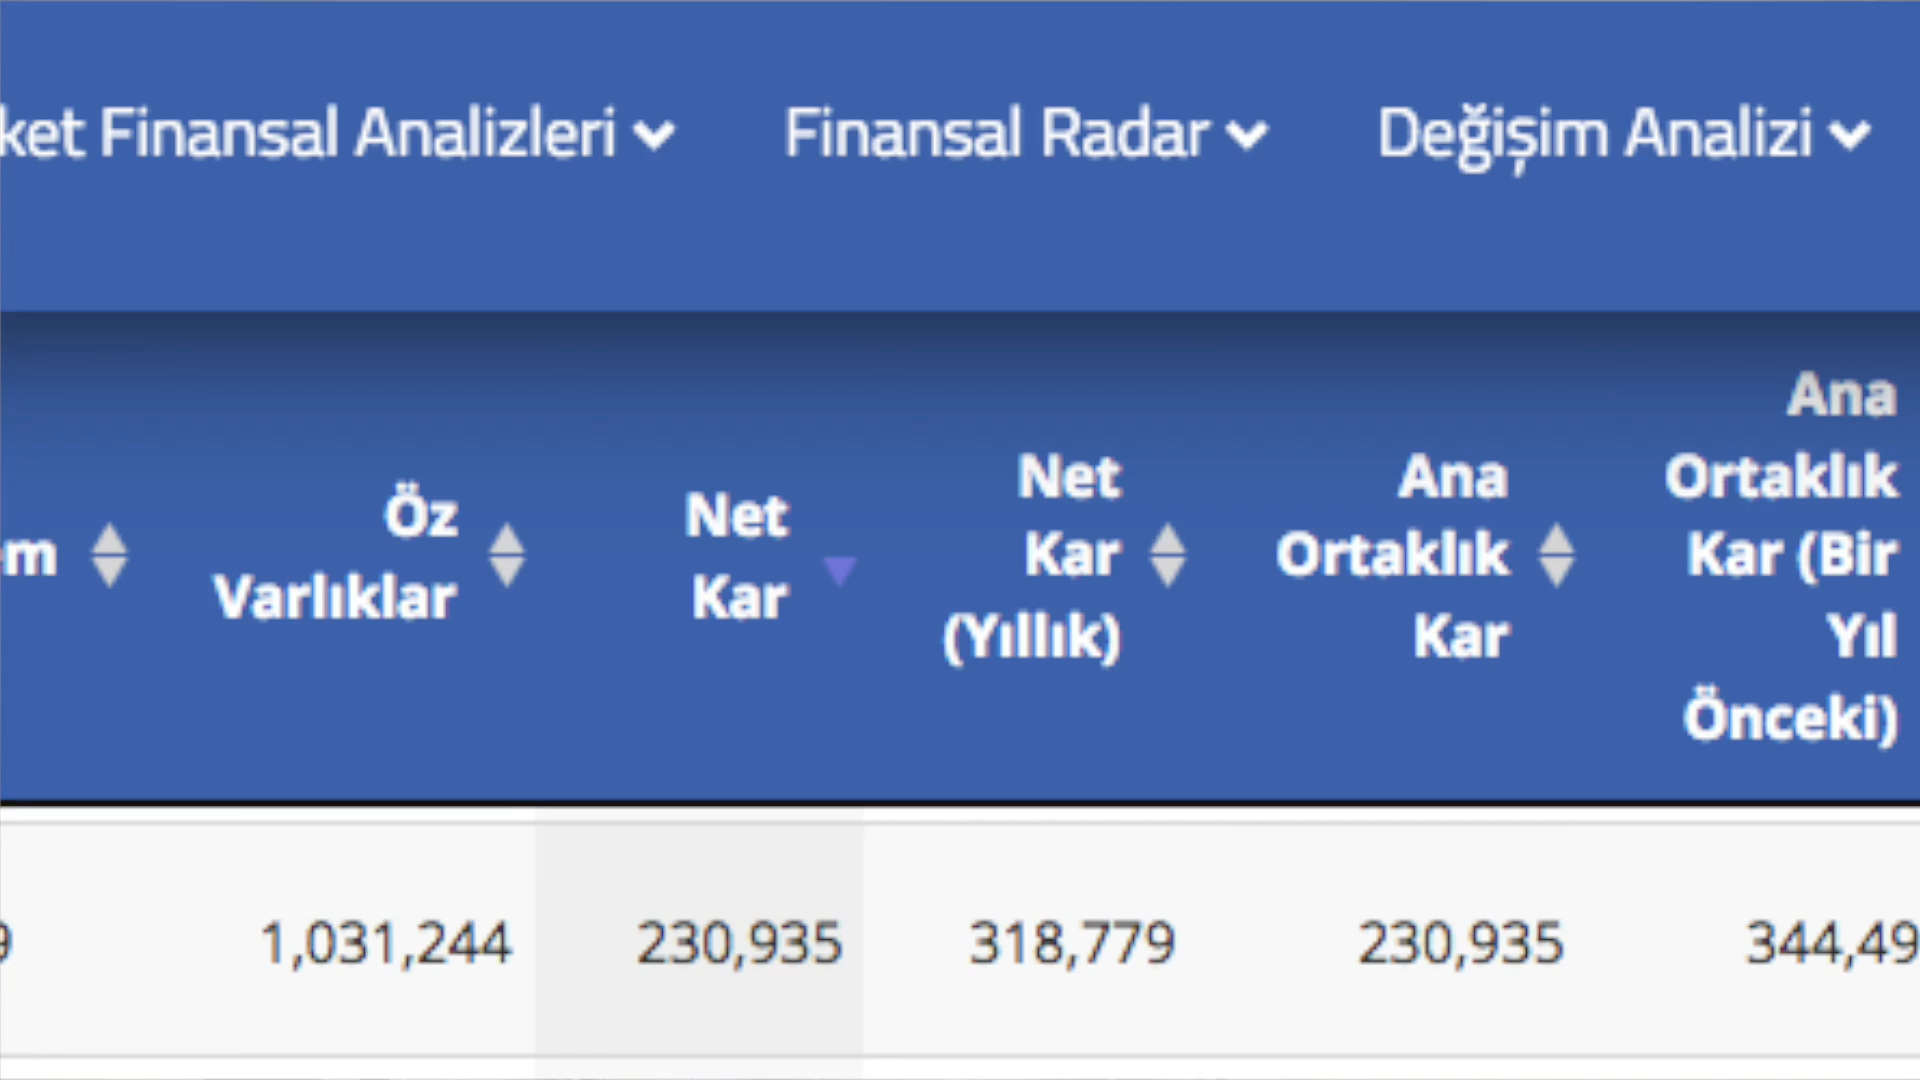 Finansal Analizleri Finansal Radar Değişim Analizi
Öz Varlıklar
Net Kar
Net Kar (Yıllık)
Ana Ortaklık Kar
Ana Ortaklık Kar (Bir Yıl Önceki)
1,031,244 230,935 318,779 230,935